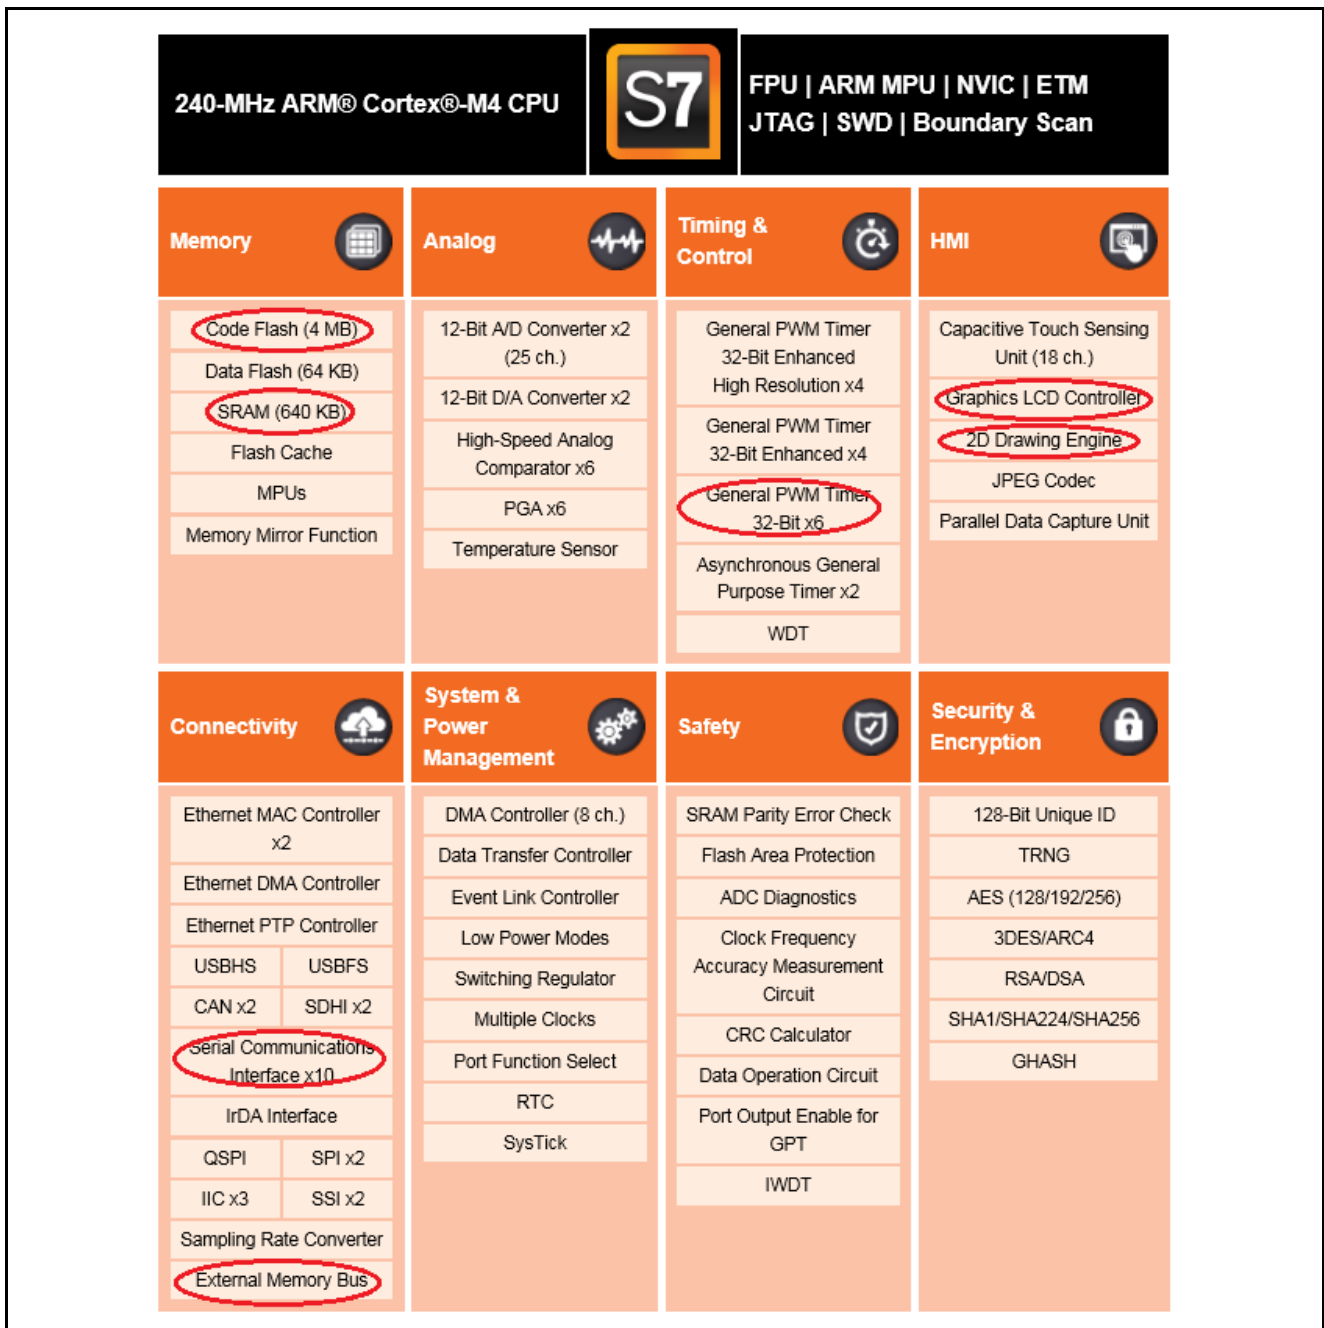 240-MHz ARM® Cortex®-M4 CPU
S7
FPU | ARM MPU | NVIC | ETM
JTAG | SWD | Boundary Scan
Memory
Code Flash (4 MB)
Data Flash (64 KB)
SRAM (640 KB)
Flash Cache
MPUs
Memory Mirror Function
Analog
12-Bit A/D Converter x2
(25 ch.)
12-Bit D/A Converter x2
High-Speed Analog
Comparator x6
PGA x6
Temperature Sensor
Timing &
Control
General PWM Timer
32-Bit Enhanced
High Resolution x4
General PWM Timer
32-Bit Enhanced x4
General PWM Timer
32-Bit x6
Asynchronous General
Purpose Timer x2
WDT
HMI
Capacitive Touch Sensing
Unit (18 ch.)
Graphics LCD Controller
2D Drawing Engine
JPEG Codec
Parallel Data Capture Unit
Connectivity
Ethernet MAC Controller
x2
Ethernet DMA Controller
Ethernet PTP Controller
USBHS
USBFS
CAN x2
SDHI x2
Serial Communications
Interface x10
IrDA Interface
QSPI
SPI x2
IIC x3
SSI x2
Sampling Rate Converter
External Memory Bus
System &
Power
Management
DMA Controller (8 ch.)
Data Transfer Controller
Event Link Controller
Low Power Modes
Switching Regulator
Multiple Clocks
Port Function Select
RTC
SysTick
Safety
SRAM Parity Error Check
Flash Area Protection
ADC Diagnostics
Clock Frequency
Accuracy Measurement
Circuit
CRC Calculator
Data Operation Circuit
Port Output Enable for
GPT
IWDT
Security &
Encryption
128-Bit Unique ID
TRNG
AES (128/192/256)
3DES/ARC4
RSA/DSA
SHA1/SHA224/SHA256
GHASH